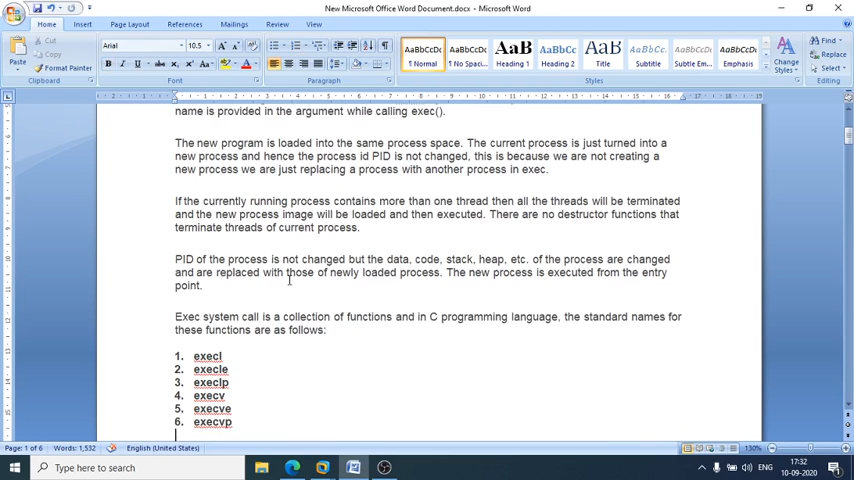 New Microsoft Office Word Document.docx - Microsoft Word
Home Insert Page Layout References Mailings Review View
Paste
Cut
Copy
Format Painter
Clipboard
Arial 10.5
Font
Paragraph
AaBbCcDc AaBbCcDc AaBb AaBbCc AaB AaBbCcDc AaBbCcDc AaBbCcDc
¶ Normal ¶ No Spaci... Heading 1 Heading 2 Title Subtitle Subtle Em... Emphasis
Styles
Change
Styles
Find
Replace
Select
Editing
name is provided in the argument while calling exec().
The new program is loaded into the same process space. The current process is just turned into a
new process and hence the process id PID is not changed, this is because we are not creating a
new process we are just replacing a process with another process in exec.
If the currently running process contains more than one thread then all the threads will be terminated
and the new process image will be loaded and then executed. There are no destructor functions that
terminate threads of current process.
PID of the process is not changed but the data, code, stack, heap, etc. of the process are changed
and are replaced with those of newly loaded process. The new process is executed from the entry
point.
Exec system call is a collection of functions and in C programming language, the standard names for
these functions are as follows:
1. execl
2. execle
3. execlp
4. execv
5. execve
6. execvp
Page: 1 of 6 Words: 1,532 English (United States) 130%
Type here to search
ENG
17:32
10-09-2020